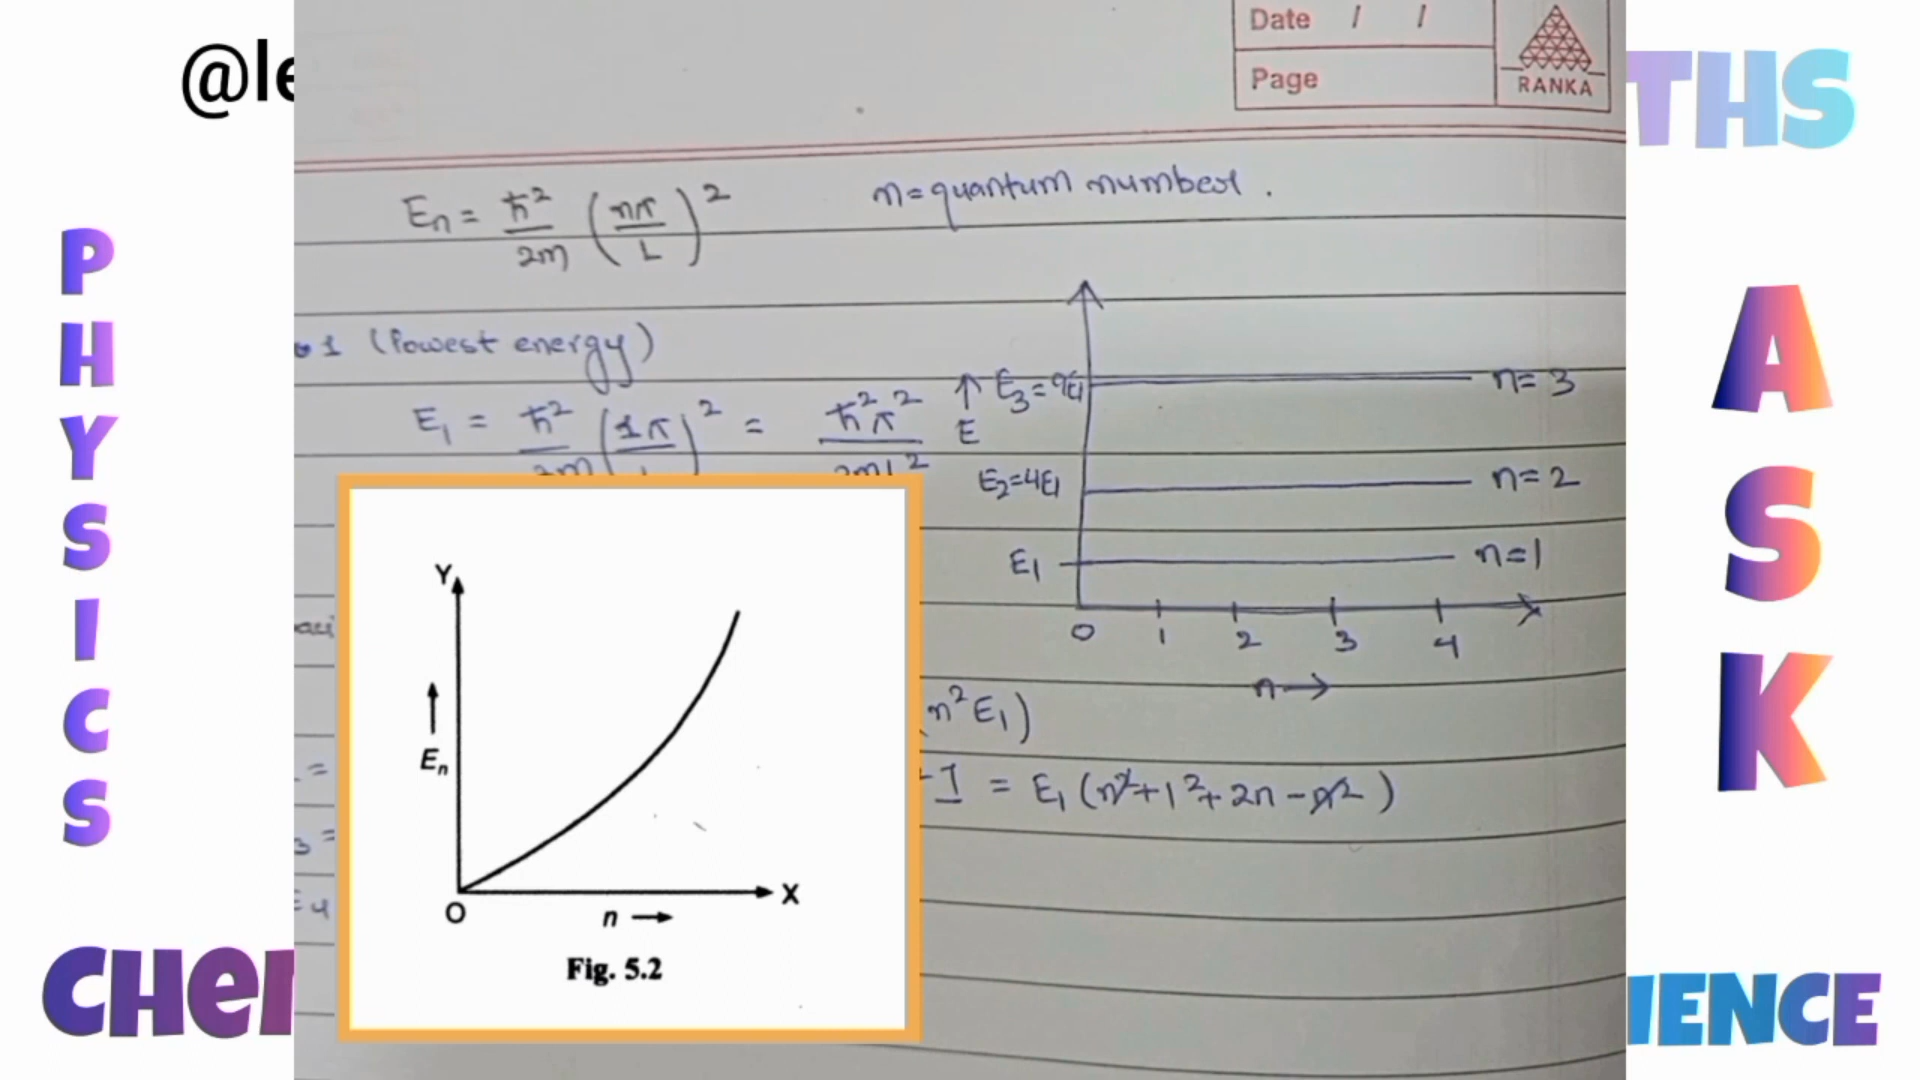 @le
THS
PHYSICS
ASK
CHe
IENCE
Date / /
Page
RANKA
Eₙ = ħ²/2m (nπ/L)² n = quantum number.
1 (lowest energy)
E₁ = ħ²/2m (1π/)² = ħ²π²/2mL²
↑ E
E₃=9E₁ n=3
E₂=4E₁ n=2
E₁ n=1
0 1 2 3 4
n→
n²E₁)
1 = E₁ (n²+1²+2n-n²)
Y
Eₙ
O n X
Fig. 5.2